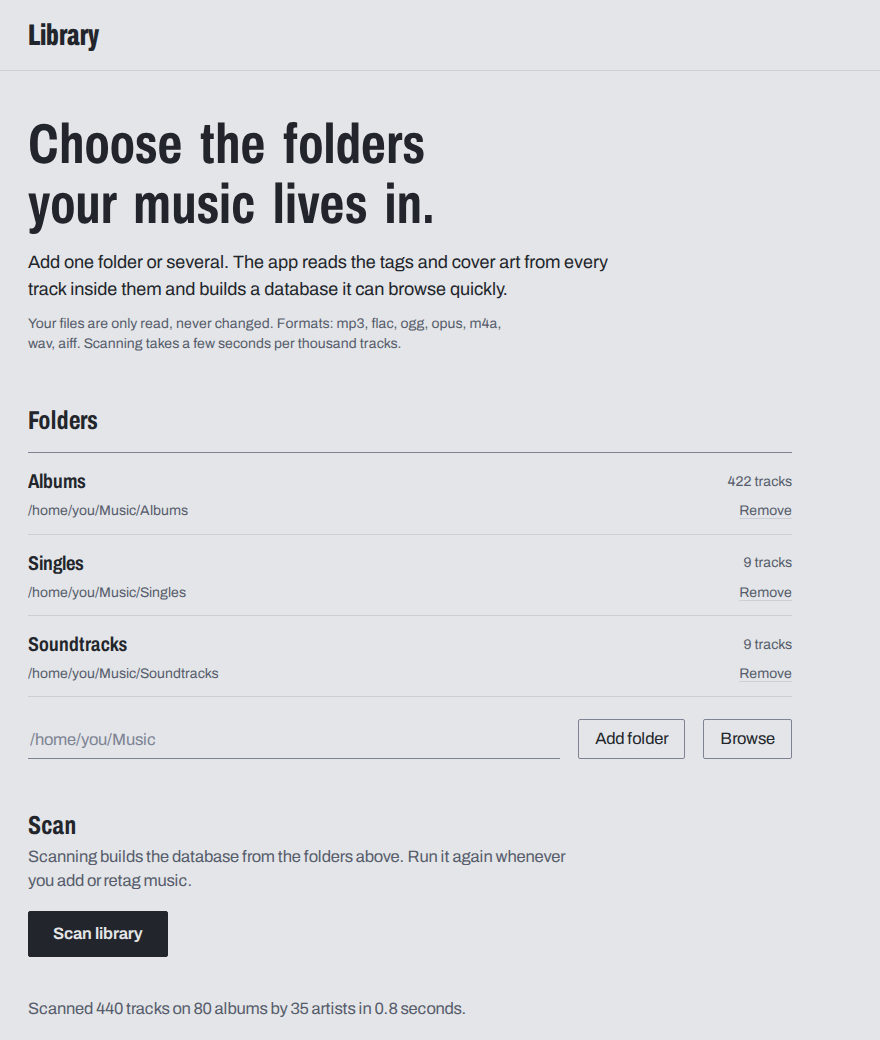 Library
Choose the folders
your music lives in.
Add one folder or several. The app reads the tags and cover art from every
track inside them and builds a database it can browse quickly.
Your files are only read, never changed. Formats: mp3, flac, ogg, opus, m4a,
wav, aiff. Scanning takes a few seconds per thousand tracks.
Folders
Albums
422 tracks
/home/you/Music/Albums
Remove
Singles
9 tracks
/home/you/Music/Singles
Remove
Soundtracks
9 tracks
/home/you/Music/Soundtracks
Remove
/home/you/Music
Add folder
Browse
Scan
Scanning builds the database from the folders above. Run it again whenever
you add or retag music.
Scan library
Scanned 440 tracks on 80 albums by 35 artists in 0.8 seconds.